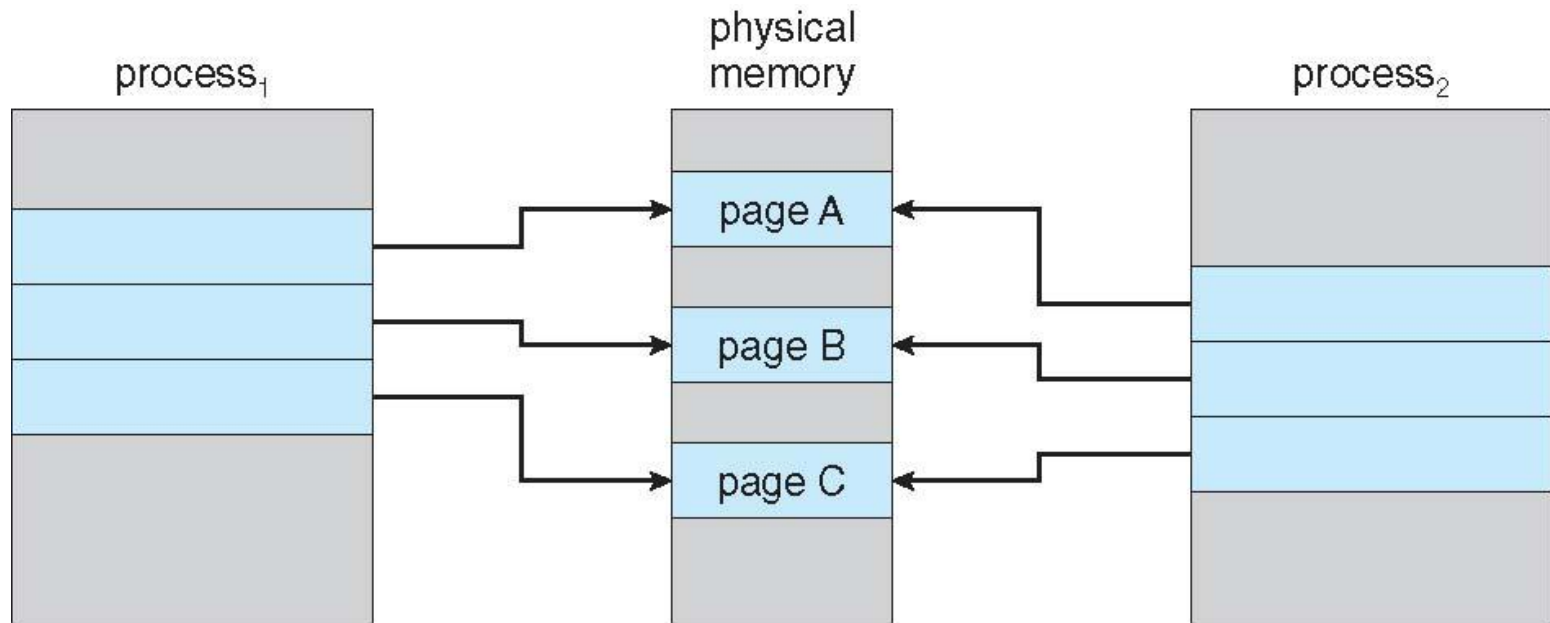 physical
memory
process₁
process₂
page A
page B
page C